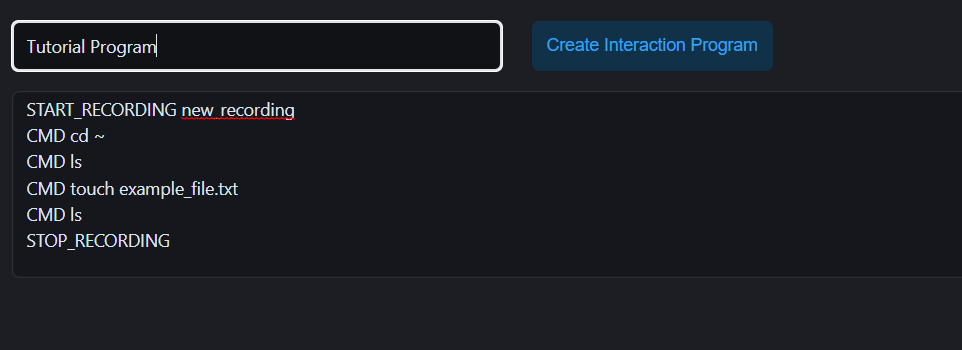 Tutorial Program
Create Interaction Program
START_RECORDING new_recording
CMD cd ~
CMD ls
CMD touch example_file.txt
CMD ls
STOP_RECORDING